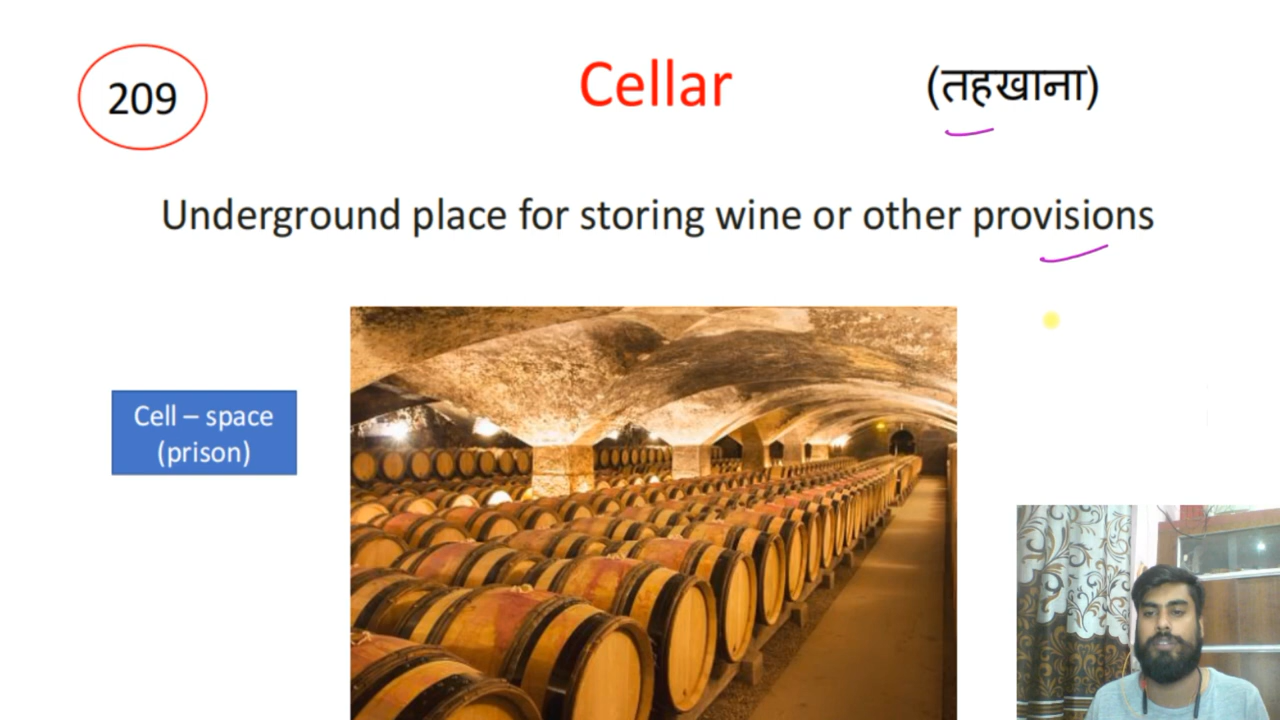 209
Cellar
(तहखाना)
Underground place for storing wine or other provisions
Cell – space
(prison)